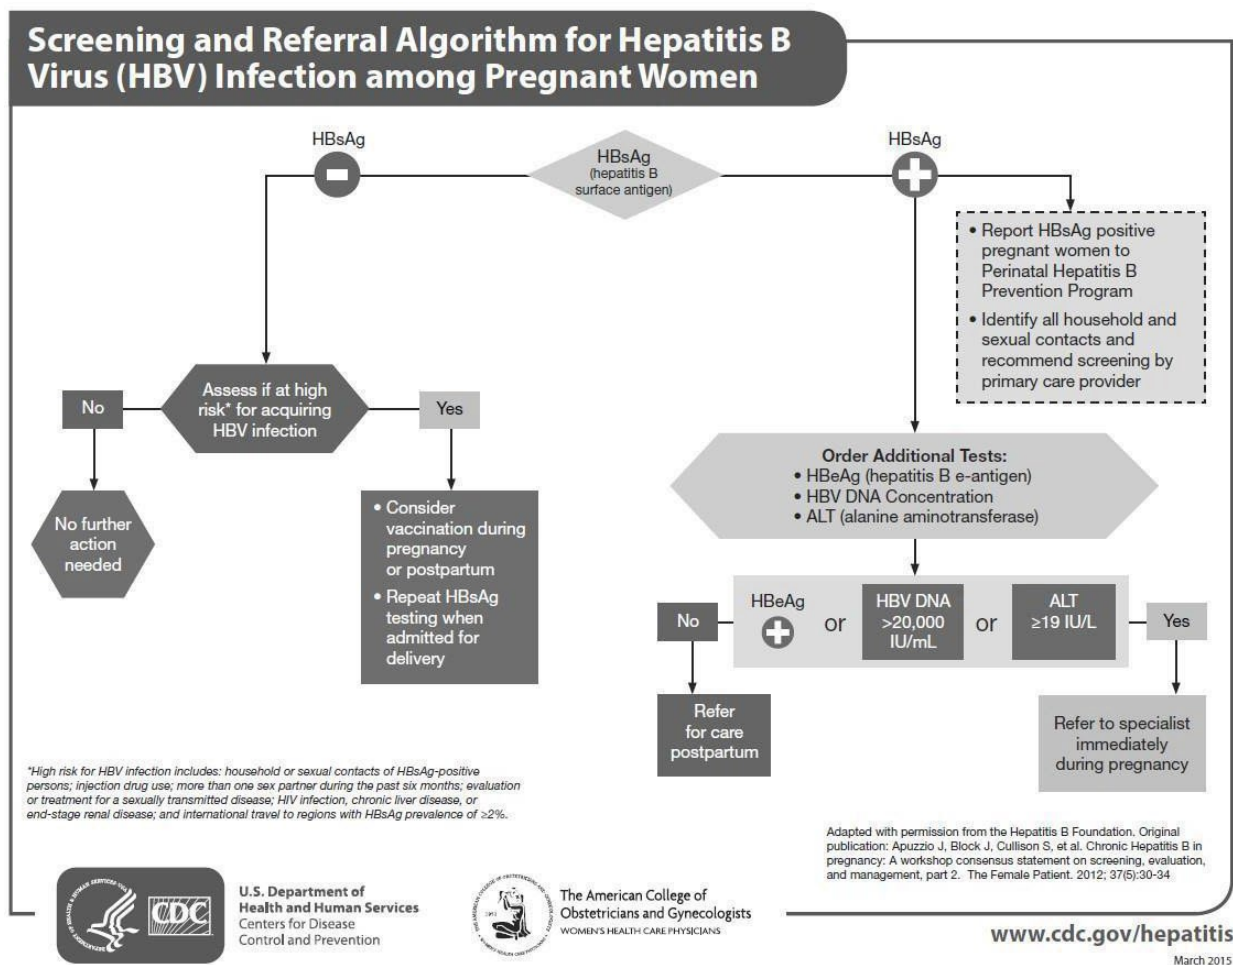 Screening and Referral Algorithm for Hepatitis B
Virus (HBV) Infection among Pregnant Women
HBsAg
HBsAg
(hepatitis B
surface antigen)
HBsAg
• Report HBsAg positive
pregnant women to
Perinatal Hepatitis B
Prevention Program
• Identify all household and
sexual contacts and
recommend screening by
primary care provider
No
Assess if at high
risk* for acquiring
HBV infection
Yes
No further
action
needed
• Consider
vaccination during
pregnancy
or postpartum
• Repeat HBsAg
testing when
admitted for
delivery
Order Additional Tests:
• HBeAg (hepatitis B e-antigen)
• HBV DNA Concentration
• ALT (alanine aminotransferase)
No
HBeAg
or
HBV DNA
>20,000
IU/mL
or
ALT
≥19 IU/L
Yes
Refer
for care
postpartum
Refer to specialist
immediately
during pregnancy
*High risk for HBV infection includes: household or sexual contacts of HBsAg-positive
persons; injection drug use; more than one sex partner during the past six months; evaluation
or treatment for a sexually transmitted disease; HIV infection, chronic liver disease, or
end-stage renal disease; and international travel to regions with HBsAg prevalence of ≥2%.
Adapted with permission from the Hepatitis B Foundation. Original
publication: Apuzzio J, Block J, Cullison S, et al. Chronic Hepatitis B in
pregnancy: A workshop consensus statement on screening, evaluation,
and management, part 2. The Female Patient. 2012; 37(5):30-34
CDC
U.S. Department of
Health and Human Services
Centers for Disease
Control and Prevention
The American College of
Obstetricians and Gynecologists
WOMEN'S HEALTH CARE PHYSICIANS
www.cdc.gov/hepatitis
March 2015